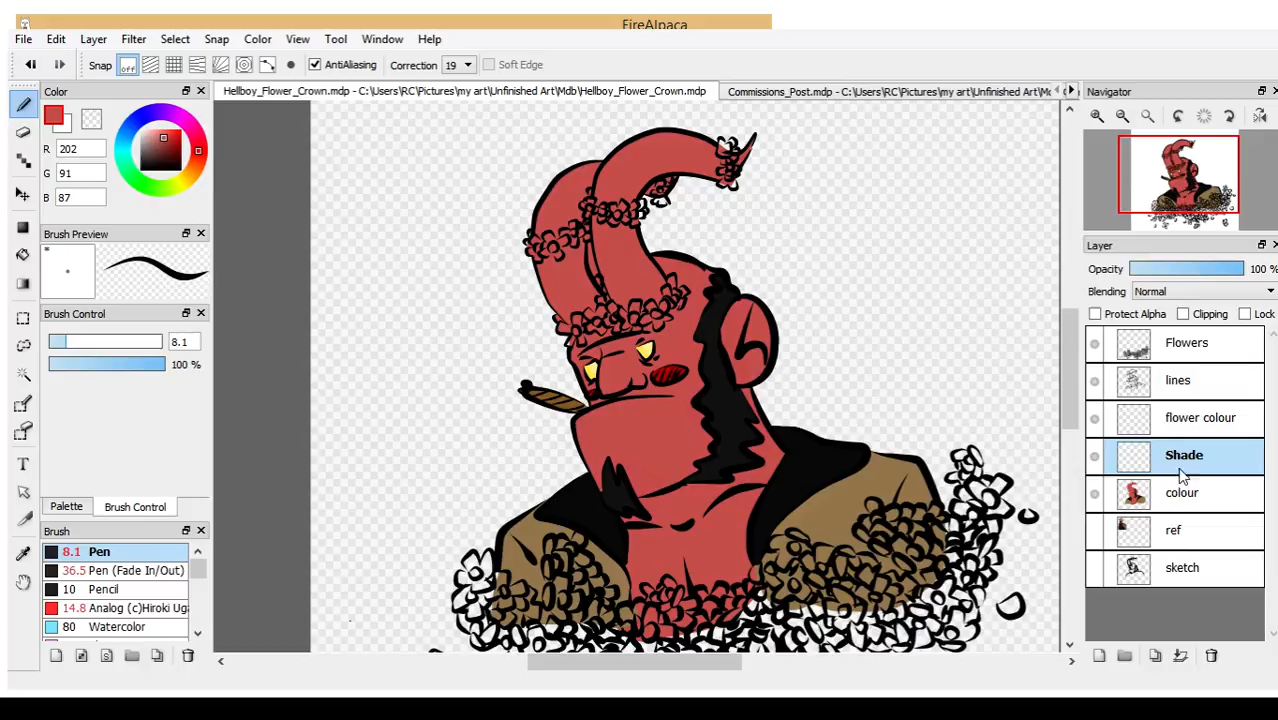 FireAlpaca
File Edit Layer Filter Select Snap Color View Tool Window Help
Snap off AntiAliasing Correction 19 Soft Edge
Color
Hellboy_Flower_Crown.mdp - C:\Users\RC\Pictures\my art\Unfinished Art\Mdb\Hellboy_Flower_Crown.mdp
Commissions_Post.mdp - C:\Users\RC\Pictures\my art\Unfinished Art\Mdb
Navigator
R 202
G 91
B 87
Brush Preview
*
Brush Control
8.1
100 %
Palette Brush Control
Brush
8.1 Pen
36.5 Pen (Fade In/Out)
10 Pencil
14.8 Analog (c)Hiroki Ug
80 Watercolor
Layer
Opacity 100 %
Blending Normal
Protect Alpha Clipping Lock
Flowers
lines
flower colour
Shade
colour
ref
sketch